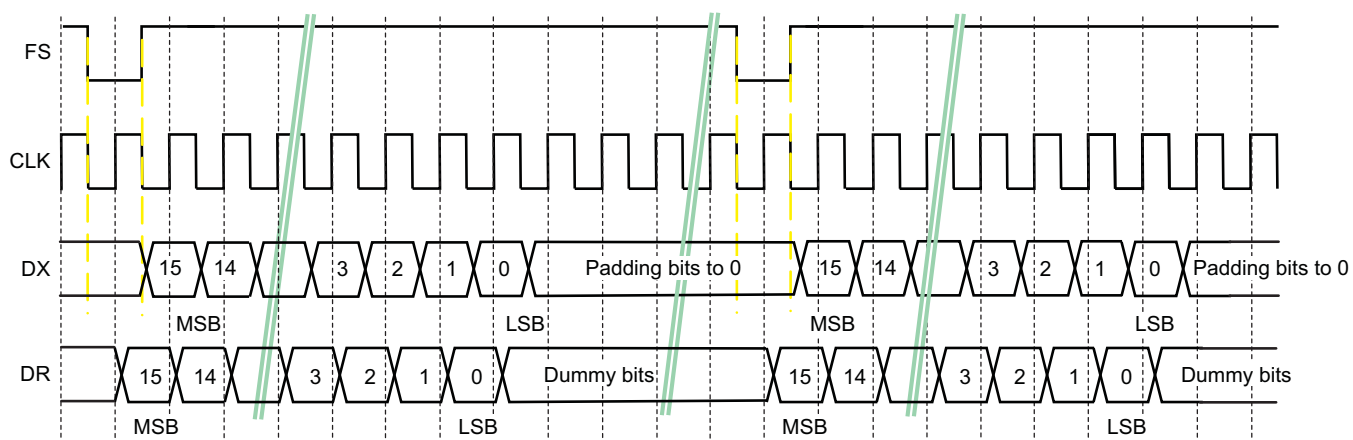 FS
CLK
DX 15 14 3 2 1 0 Padding bits to 0 15 14 3 2 1 0 Padding bits to 0
MSB LSB MSB LSB
DR 15 14 3 2 1 0 Dummy bits 15 14 3 2 1 0 Dummy bits
MSB LSB MSB LSB